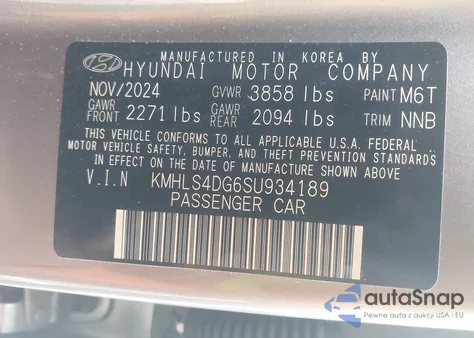 MANUFACTURED IN KOREA BY
HYUNDAI MOTOR COMPANY
NOV/2024 GVWR 3858 lbs PAINT M6T
GAWR FRONT 2271 lbs GAWR REAR 2094 lbs TRIM NNB
THIS VEHICLE CONFORMS TO ALL APPLICABLE U.S.A. FEDERAL
MOTOR VEHICLE SAFETY, BUMPER, AND THEFT PREVENTION STANDARDS
IN EFFECT ON THE DATE OF MANUFACTURE SHOWN ABOVE.
V.I.N KMHLS4DG6SU934189
PASSENGER CAR
autoSnap
Pewne auta z USA i EU